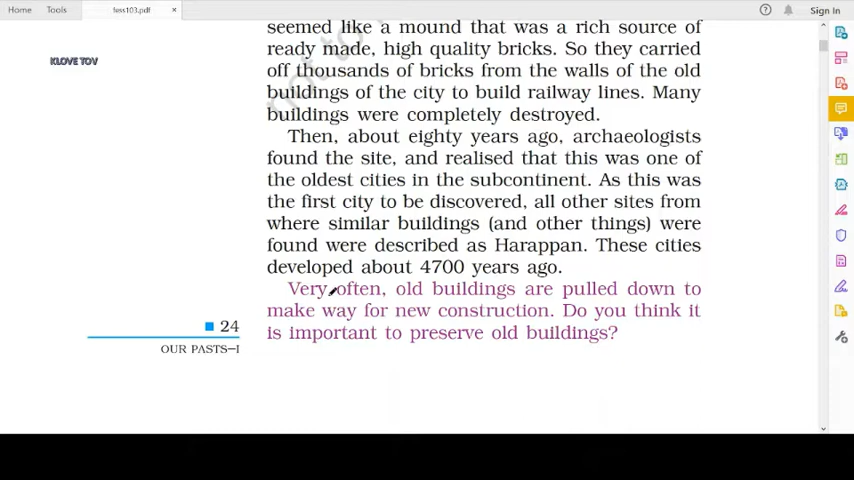 Home Tools fess103.pdf × Sign In
KLOVE TOV
seemed like a mound that was a rich source of
ready made, high quality bricks. So they carried
off thousands of bricks from the walls of the old
buildings of the city to build railway lines. Many
buildings were completely destroyed.
Then, about eighty years ago, archaeologists
found the site, and realised that this was one of
the oldest cities in the subcontinent. As this was
the first city to be discovered, all other sites from
where similar buildings (and other things) were
found were described as Harappan. These cities
developed about 4700 years ago.
Very often, old buildings are pulled down to
make way for new construction. Do you think it
is important to preserve old buildings?
24
OUR PASTS–I